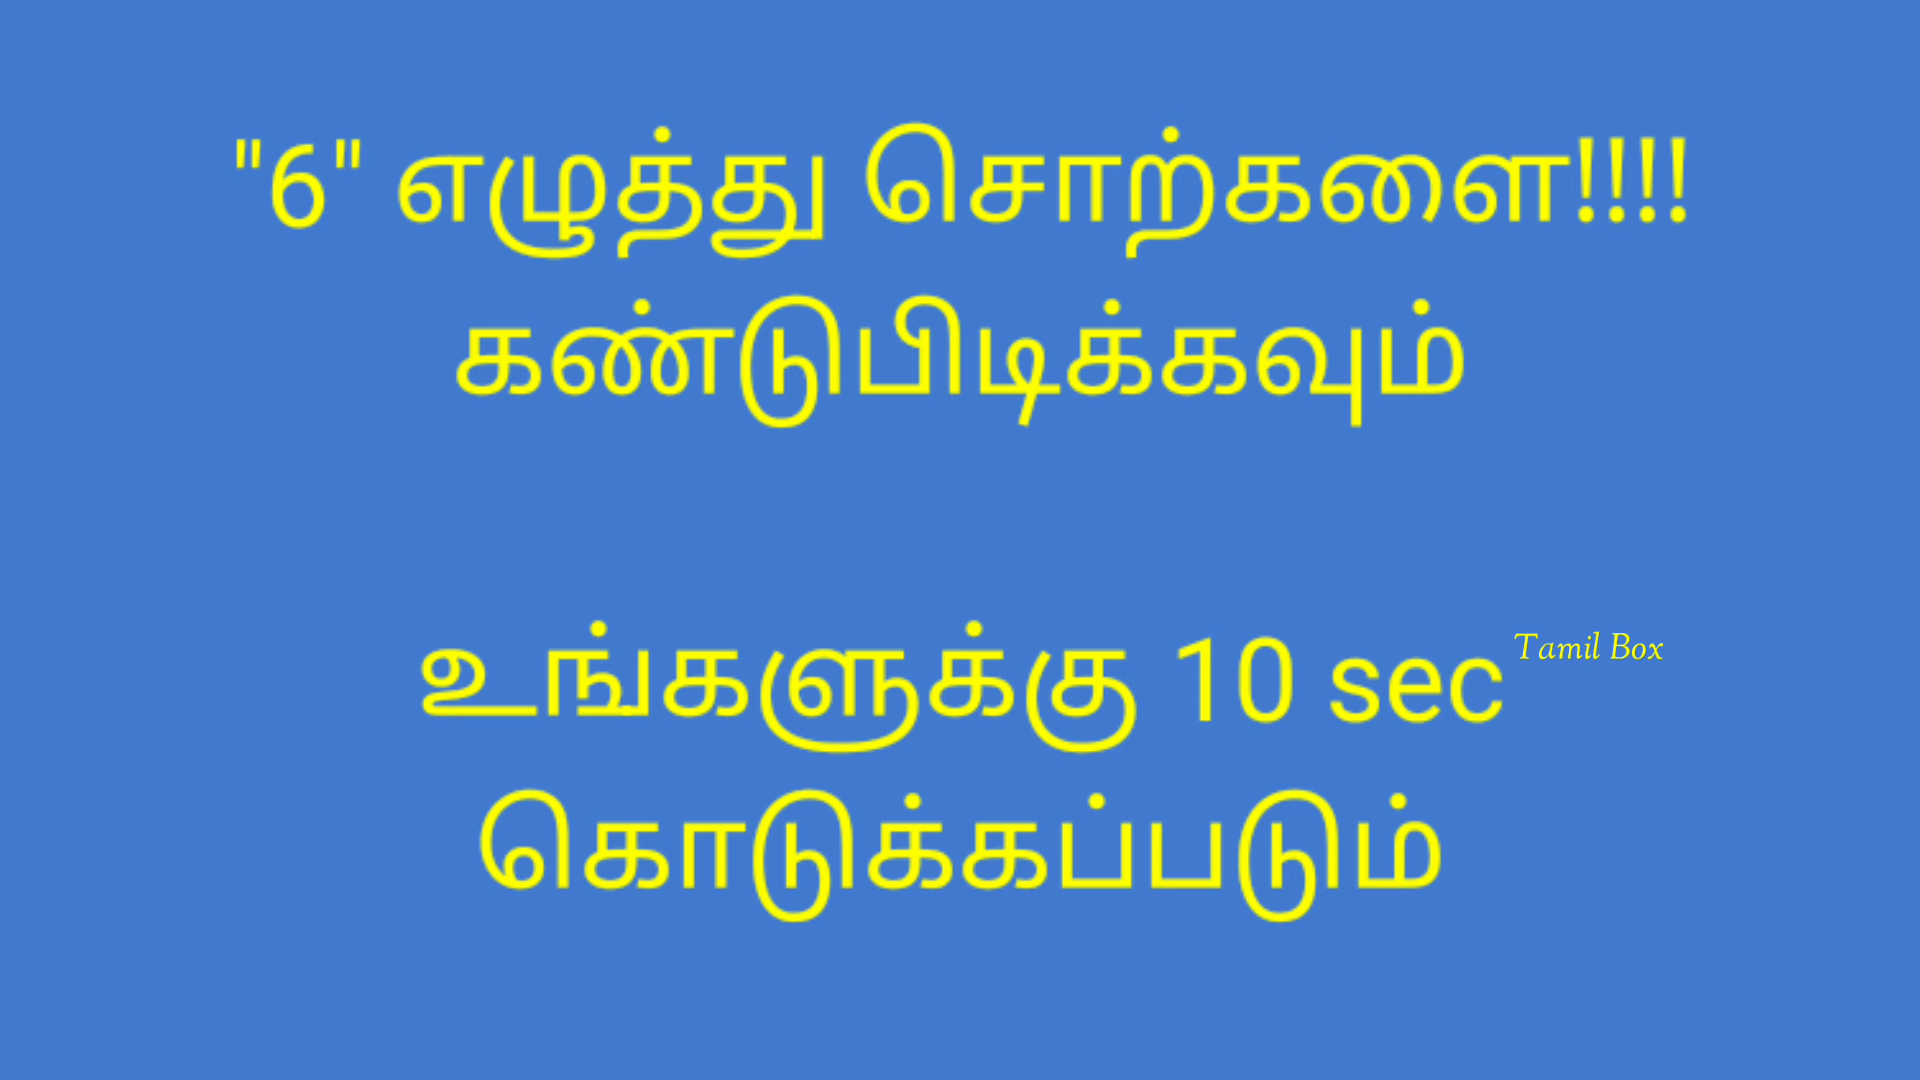 "6" எழுத்து சொற்களை!!!!
கண்டுபிடிக்கவும்
உங்களுக்கு 10 sec Tamil Box
கொடுக்கப்படும்